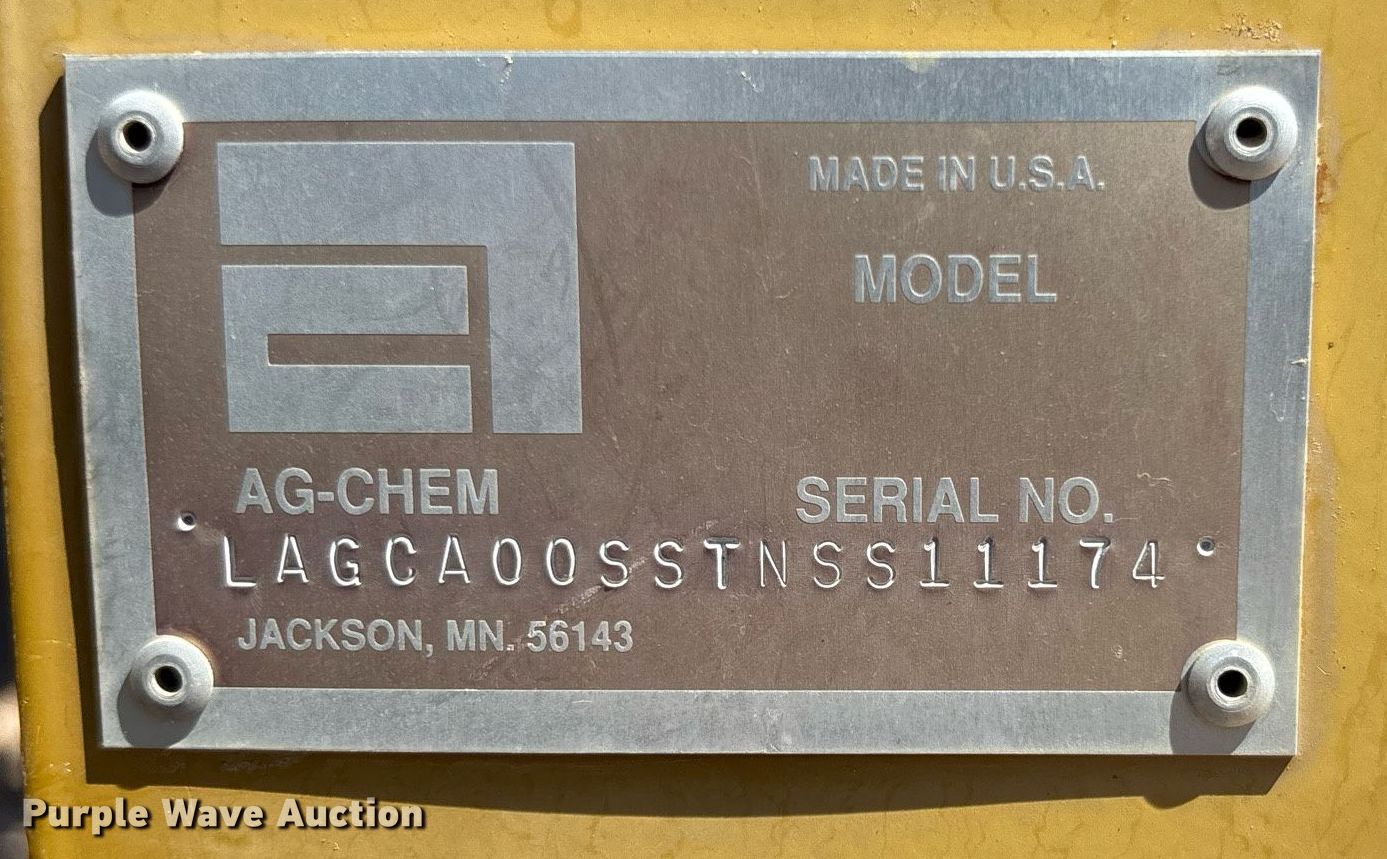 MADE IN U.S.A.
MODEL
AG-CHEM
SERIAL NO.
LAGCA00SSTNSS11174
JACKSON, MN. 56143
Purple Wave Auction